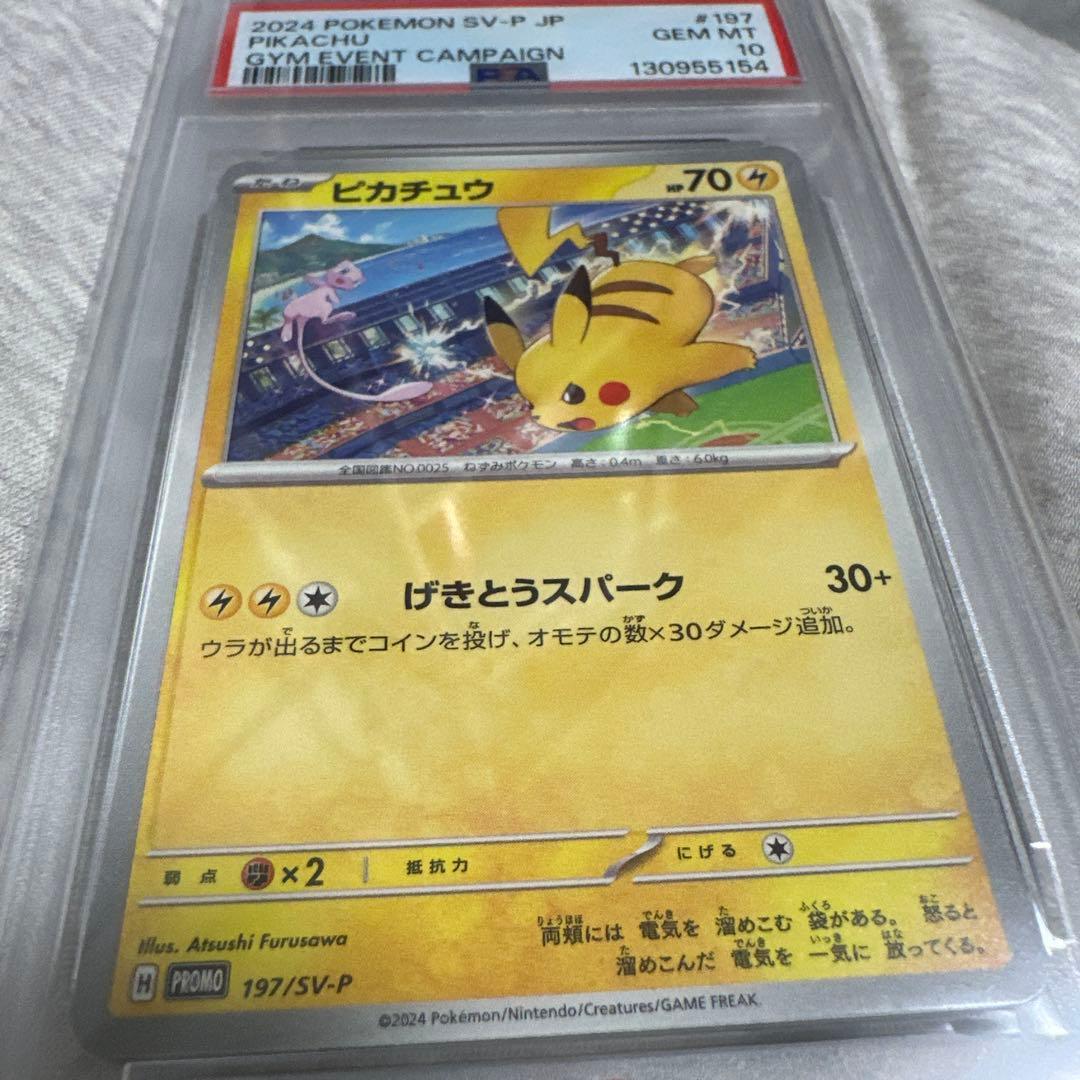 2024 POKEMON SV-P JP #197
PIKACHU GEM MT
GYM EVENT CAMPAIGN 10
PSA 130955154
たね ピカチュウ HP70
全国図鑑NO.0025 ねずみポケモン 高さ:0.4m 重さ:6.0kg
げきとうスパーク 30+
ウラが出るまでコインを投げ、オモテの数×30ダメージ追加。
弱点 ×2 抵抗力 にげる
Illus. Atsushi Furusawa
両頬には 電気を 溜めこむ 袋がある。 怒ると
溜めこんだ 電気を 一気に 放ってくる。
H PROMO 197/SV-P
©2024 Pokémon/Nintendo/Creatures/GAME FREAK.